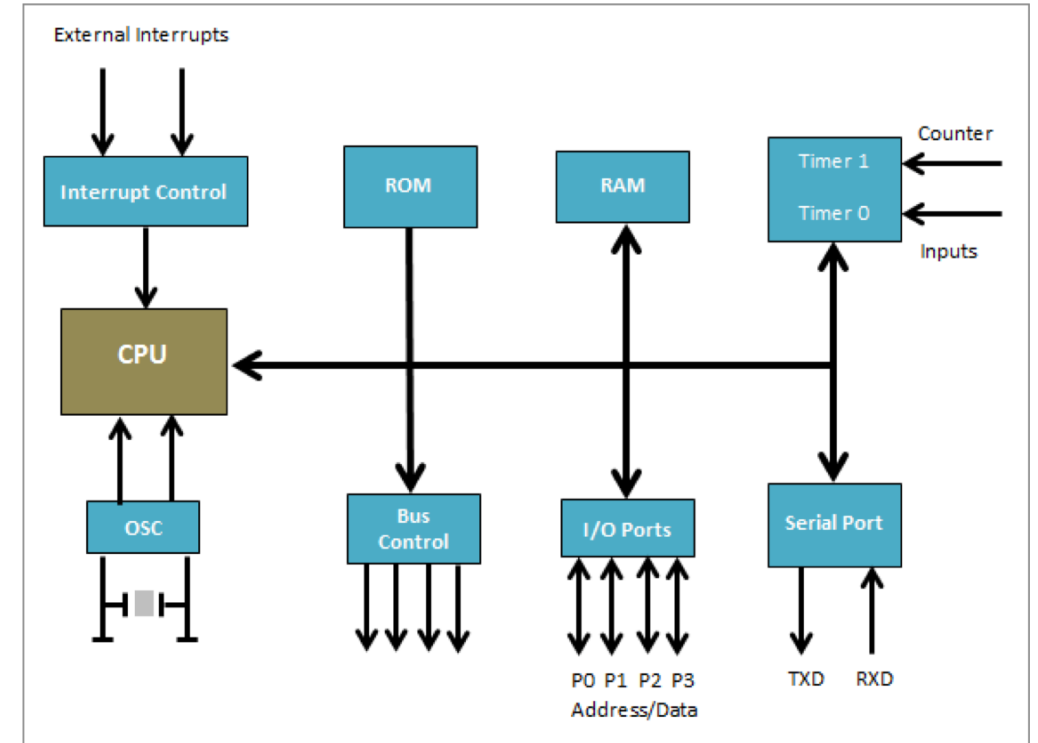 External Interrupts
Interrupt Control
ROM
RAM
Timer 1
Timer 0
Counter
Inputs
CPU
OSC
Bus
Control
I/O Ports
Serial Port
P0 P1 P2 P3
Address/Data
TXD RXD